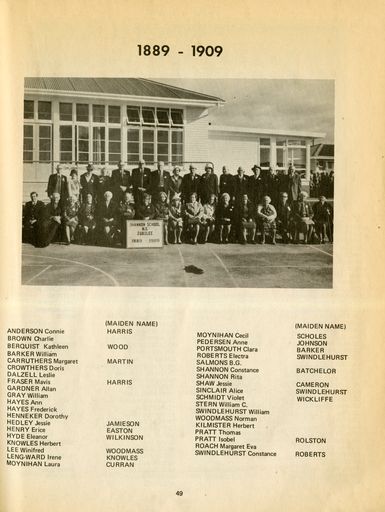 1889 - 1909
SHANNON SCHOOL
JUBILEE
(MAIDEN NAME)
ANDERSON Connie HARRIS
BROWN Charlie
BERQUIST Kathleen WOOD
BARKER William
CARRUTHERS Margaret MARTIN
CROWTHERS Doris
DALZELL Leslie
FRASER Mavis HARRIS
GARDNER Allan
GRAY William
HAYES Ann
HAYES Frederick
HENNEKER Dorothy
HEDLEY Jessie JAMIESON
HENRY Erice EASTON
HYDE Eleanor WILKINSON
KNOWLES Herbert
LEE Winifred WOODMASS
LENG-WARD Irene KNOWLES
MOYNIHAN Laura CURRAN
(MAIDEN NAME)
MOYNIHAN Cecil SCHOLES
PEDERSEN Anne JOHNSON
PORTSMOUTH Clara BARKER
ROBERTS Electra SWINDLEHURST
SALMONS B.G.
SHANNON Constance BATCHELOR
SHANNON Rita
SHAW Jessie CAMERON
SINCLAIR Alice SWINDLEHURST
SCHMIDT Violet WICKLIFFE
STERN William C.
SWINDLEHURST William
WOODMASS Norman
KILMISTER Herbert
PRATT Thomas
PRATT Isobel ROLSTON
ROACH Margaret Eva
SWINDLEHURST Constance ROBERTS
49